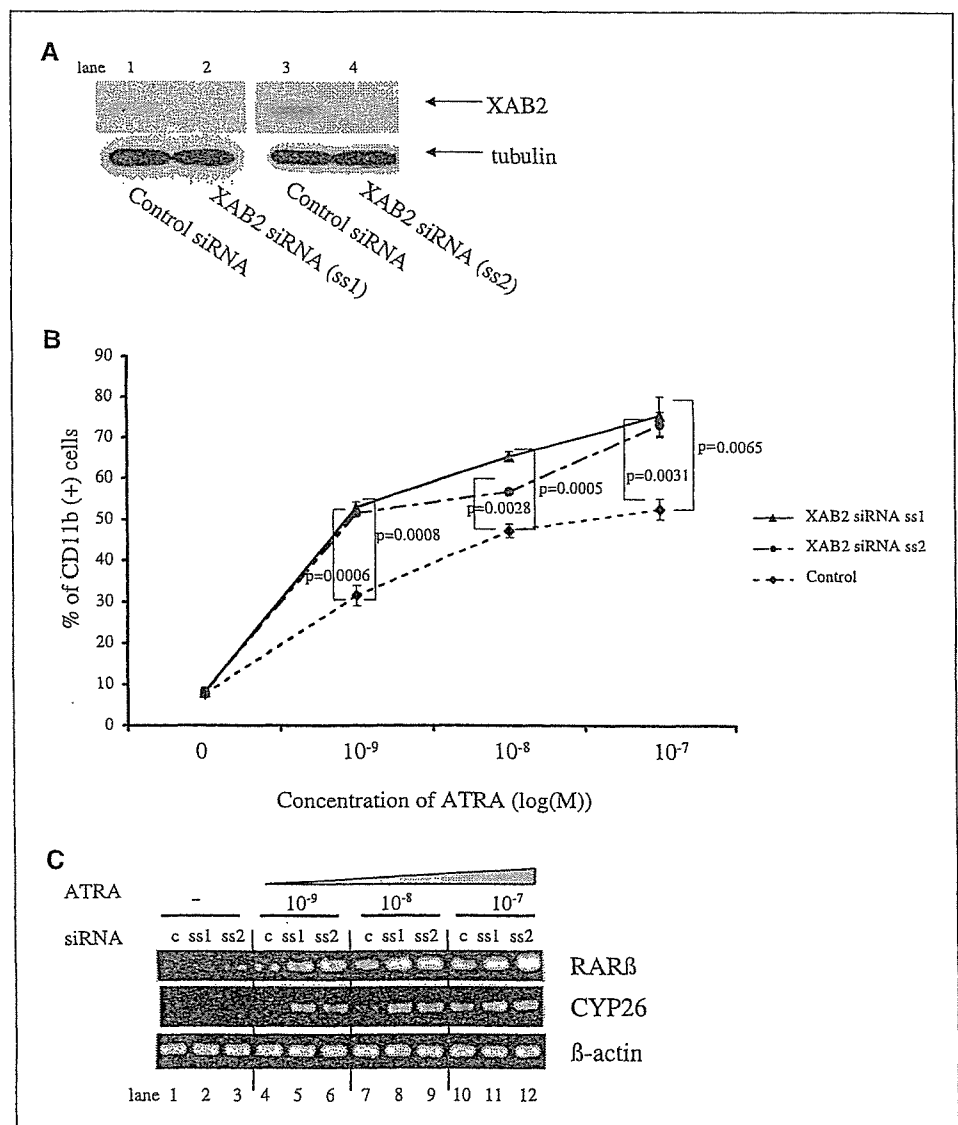 A
lane 1 2 3 4
XAB2
tubulin
Control siRNA
XAB2 siRNA (ss1)
Control siRNA
XAB2 siRNA (ss2)
B
% of CD11b (+) cells
90
80
70
60
50
40
30
20
10
0
p=0.0006
p=0.0008
p=0.0028
p=0.0005
p=0.0031
p=0.0065
XAB2 siRNA ss1
XAB2 siRNA ss2
Control
0 10⁻⁹ 10⁻⁸ 10⁻⁷
Concentration of ATRA (log(M))
C
ATRA
– 10⁻⁹ 10⁻⁸ 10⁻⁷
siRNA c ss1 ss2 c ss1 ss2 c ss1 ss2 c ss1 ss2
RARß
CYP26
ß-actin
lane 1 2 3 4 5 6 7 8 9 10 11 12